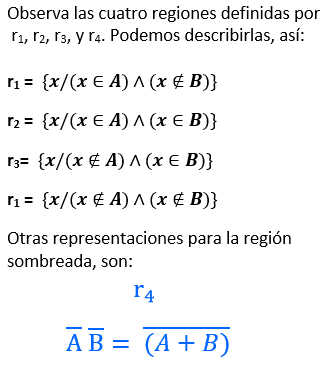 Observa las cuatro regiones definidas por
r₁, r₂, r₃, y r₄. Podemos describirlas, así:
r₁ = {x/(x ∈ A) ∧ (x ∉ B)}
r₂ = {x/(x ∈ A) ∧ (x ∈ B)}
r₃= {x/(x ∉ A) ∧ (x ∈ B)}
r₁ = {x/(x ∉ A) ∧ (x ∉ B)}
Otras representaciones para la región
sombreada, son:
r₄
A̅ B̅ = \overline{(A + B)}